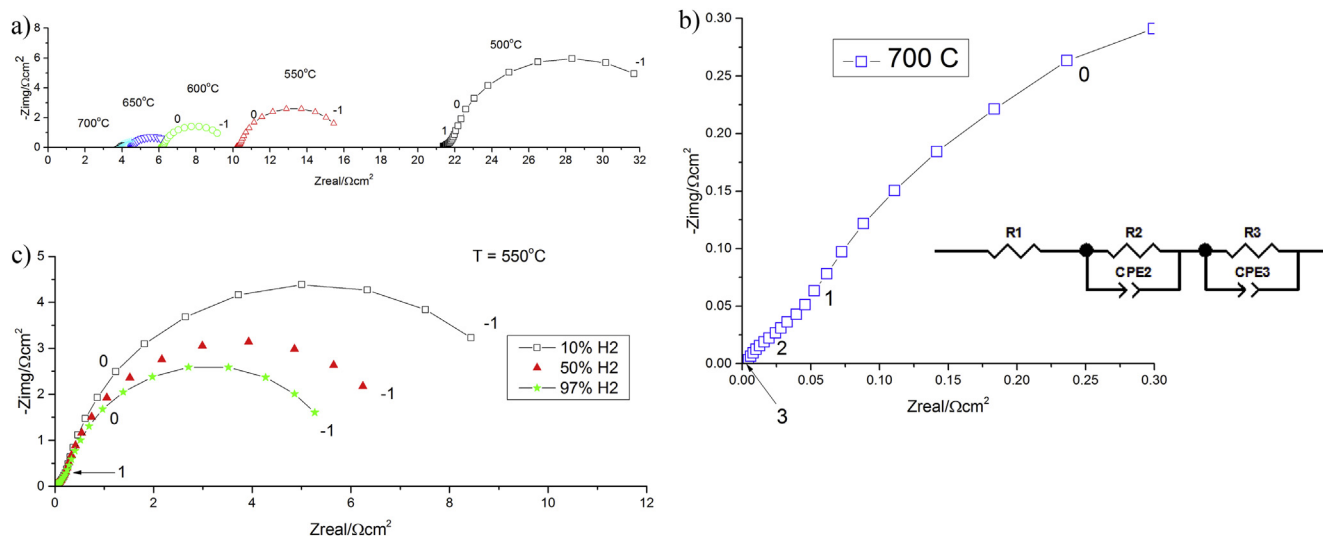 a)
-Zimg/Ωcm²
8
6
4
2
0
700°C
650°C
600°C
550°C
500°C
0
-1
0
-1
1
0
-1
0 2 4 6 8 10 12 14 16 18 20 22 24 26 28 30 32
Zreal/Ωcm²
b)
-Zimg/Ωcm²
0.30
0.25
0.20
0.15
0.10
0.05
0.00
700 C
0
1
2
3
R1
R2
R3
CPE2
CPE3
0.00 0.05 0.10 0.15 0.20 0.25 0.30
Zreal/Ωcm²
c)
T = 550°C
-Zimg/Ωcm²
5
4
3
2
1
0
0
0
1
-1
-1
-1
10% H2
50% H2
97% H2
0 2 4 6 8 10 12
Zreal/Ωcm²